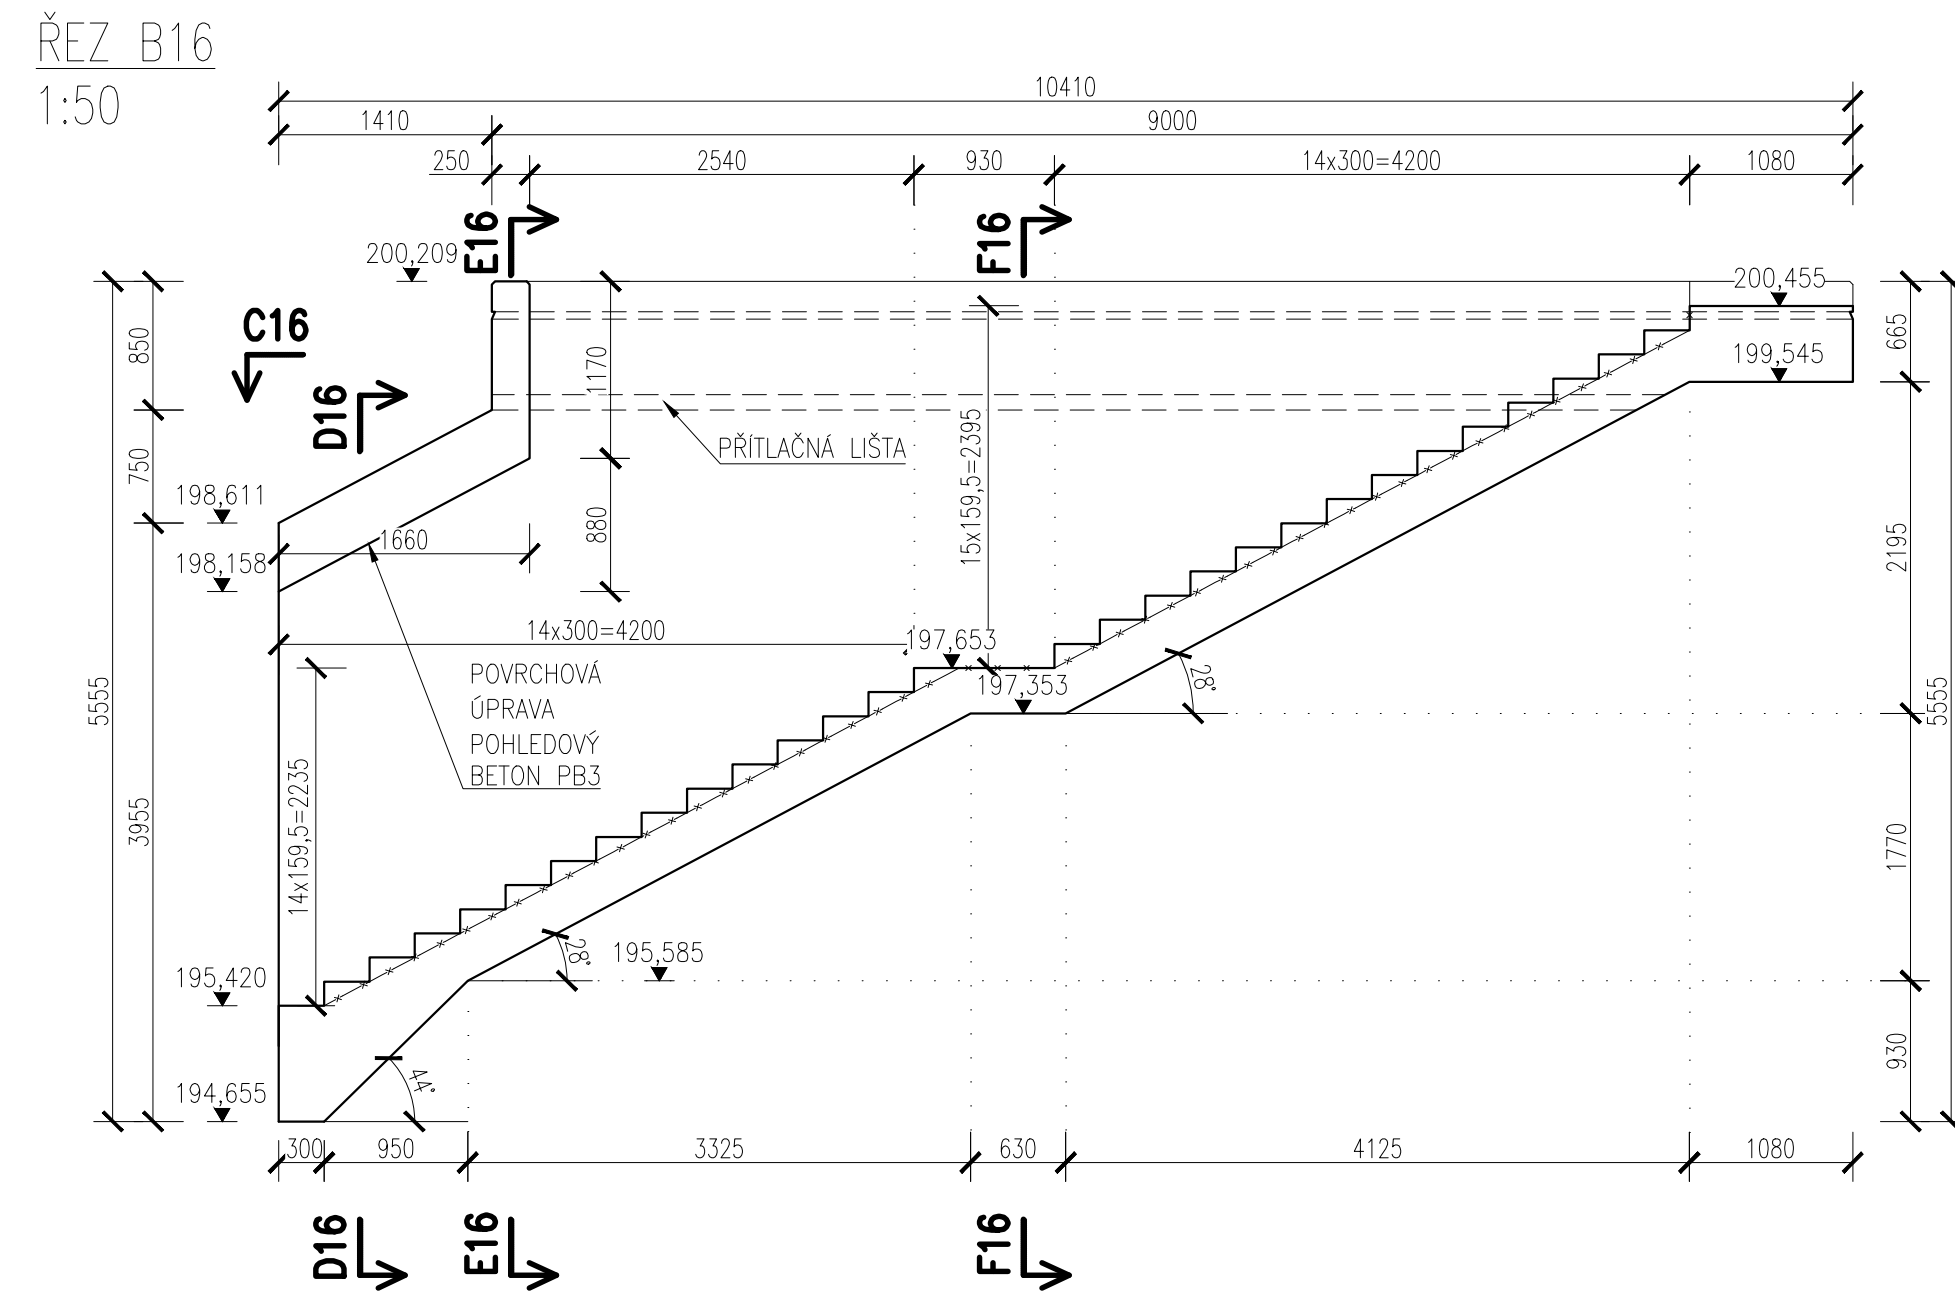 ŘEZ B16
1:50
10410
1410
9000
250
2540
930
14x300=4200
1080
E16
F16
200,209
200,455
C16
850
1170
665
199,545
D16
15x159,5=2395
PŘÍTLAČNÁ LIŠTA
750
198,611
880
1660
2195
198,158
14x300=4200
197,653
POVRCHOVÁ
ÚPRAVA
POHLEDOVÝ
BETON PB3
197,353
28°
5555
5555
3955
14x159,5=2235
1770
195,585
28°
195,420
930
44°
194,655
300
950
3325
630
4125
1080
D16
E16
F16